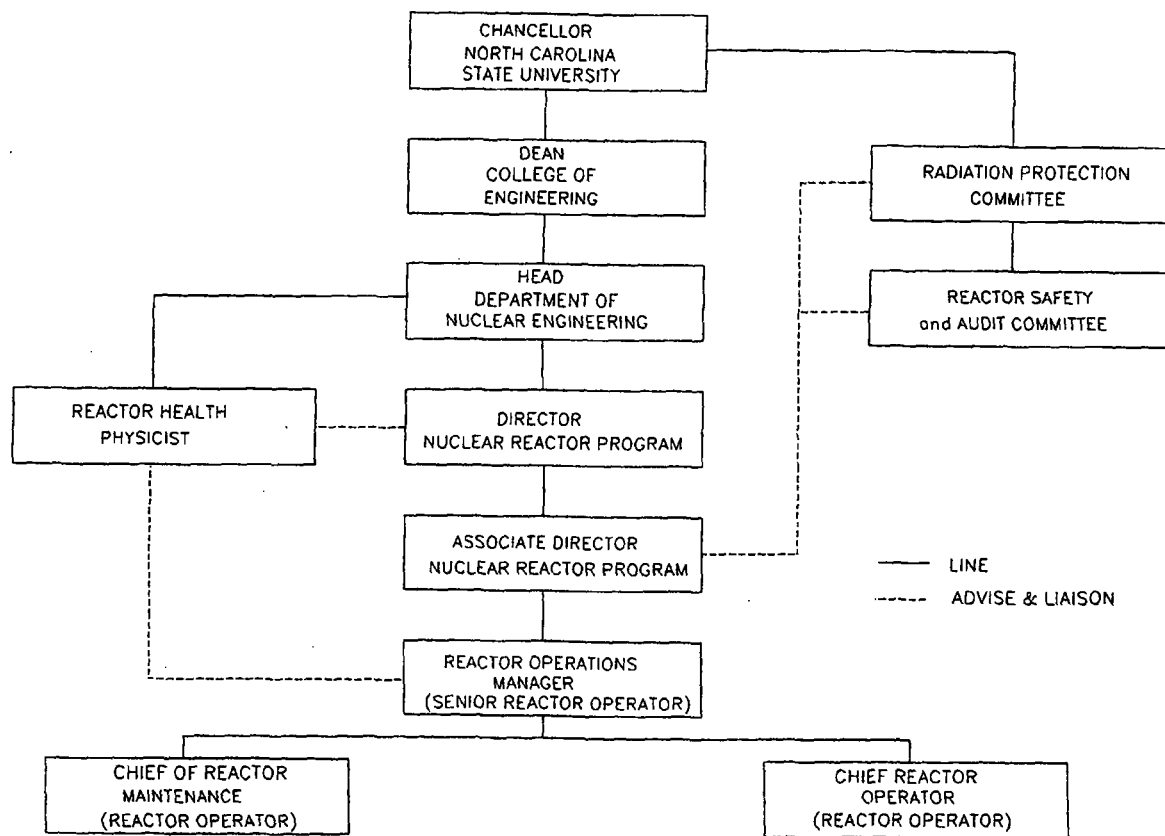 CHANCELLOR
NORTH CAROLINA
STATE UNIVERSITY
DEAN
COLLEGE OF
ENGINEERING
RADIATION PROTECTION
COMMITTEE
HEAD
DEPARTMENT OF
NUCLEAR ENGINEERING
REACTOR SAFETY
and AUDIT COMMITTEE
REACTOR HEALTH
PHYSICIST
DIRECTOR
NUCLEAR REACTOR PROGRAM
ASSOCIATE DIRECTOR
NUCLEAR REACTOR PROGRAM
LINE
ADVISE & LIAISON
REACTOR OPERATIONS
MANAGER
(SENIOR REACTOR OPERATOR)
CHIEF OF REACTOR
MAINTENANCE
(REACTOR OPERATOR)
CHIEF REACTOR
OPERATOR
(REACTOR OPERATOR)